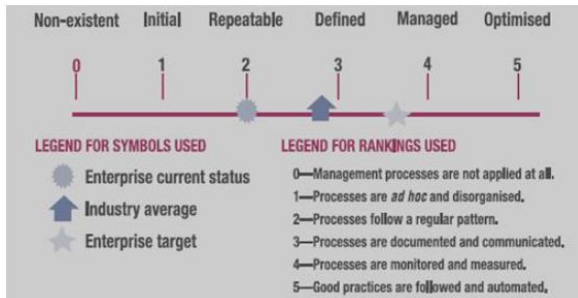 Non-existent Initial Repeatable Defined Managed Optimised
0 1 2 3 4 5
LEGEND FOR SYMBOLS USED
Enterprise current status
Industry average
Enterprise target
LEGEND FOR RANKINGS USED
0—Management processes are not applied at all.
1—Processes are ad hoc and disorganised.
2—Processes follow a regular pattern.
3—Processes are documented and communicated.
4—Processes are monitored and measured.
5—Good practices are followed and automated.